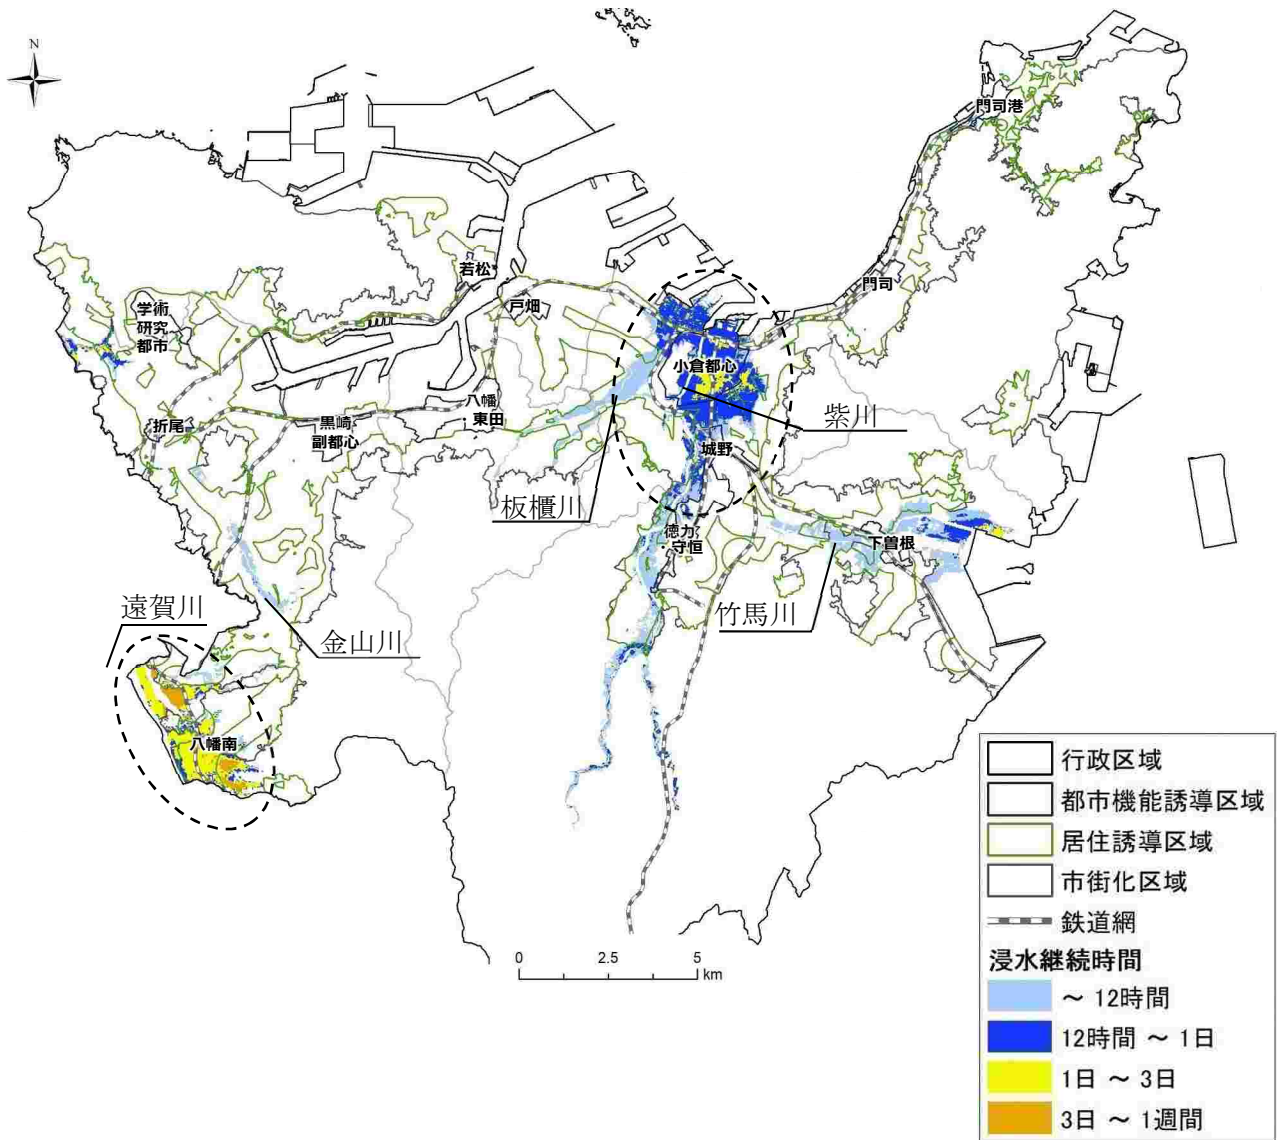 N
門司港
若松
門司
学術
研究
都市
戸畑
小倉都心
八幡
東田
紫川
折尾
黒崎
副都心
城野
板櫃川
徳力
守恒
下曽根
遠賀川
金山川
竹馬川
八幡南
0 2.5 5
km
行政区域
都市機能誘導区域
居住誘導区域
市街化区域
鉄道網
浸水継続時間
～ 12時間
12時間 ～ 1日
1日 ～ 3日
3日 ～ 1週間